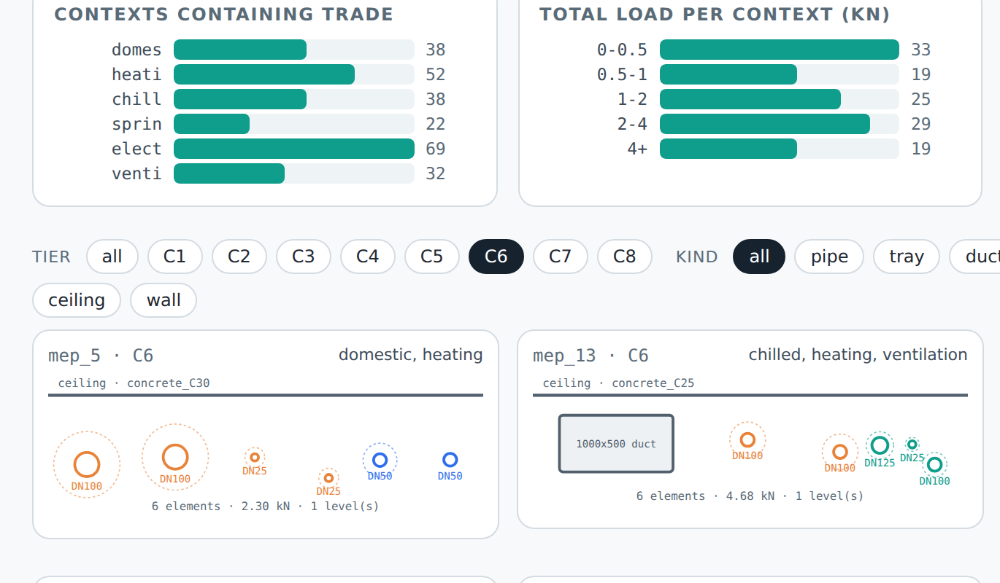 CONTEXTS CONTAINING TRADE
domes 38
heati 52
chill 38
sprin 22
elect 69
venti 32
TOTAL LOAD PER CONTEXT (KN)
0-0.5 33
0.5-1 19
1-2 25
2-4 29
4+ 19
TIER all C1 C2 C3 C4 C5 C6 C7 C8 KIND all pipe tray duct
ceiling wall
mep_5 · C6 domestic, heating
ceiling · concrete_C30
DN100 DN100 DN25 DN25 DN50 DN50
6 elements · 2.30 kN · 1 level(s)
mep_13 · C6 chilled, heating, ventilation
ceiling · concrete_C25
1000x500 duct DN100 DN100 DN125 DN25 DN100
6 elements · 4.68 kN · 1 level(s)